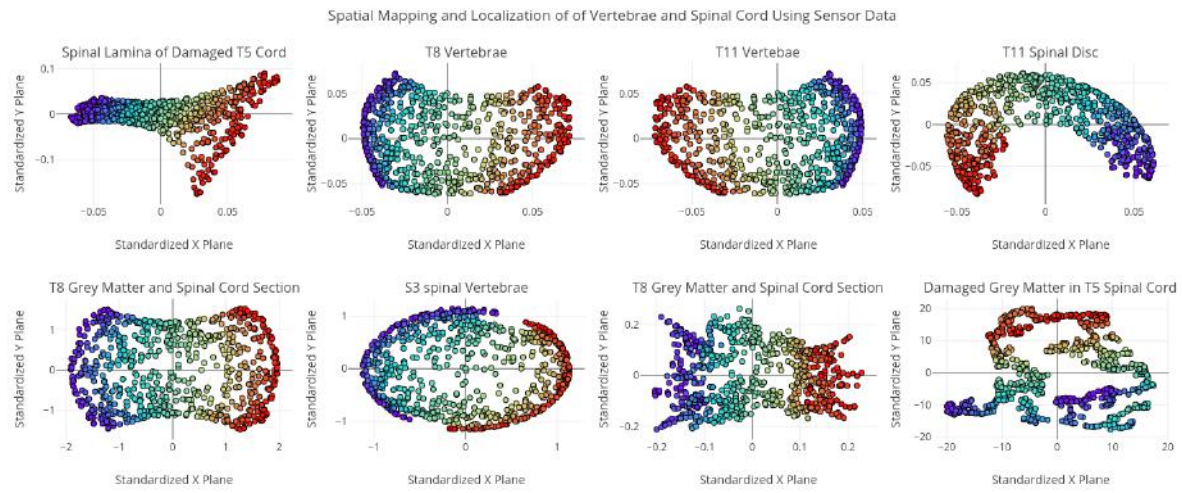 Spatial Mapping and Localization of of Vertebrae and Spinal Cord Using Sensor Data
Spinal Lamina of Damaged T5 Cord
T8 Vertebrae
T11 Vertebae
T11 Spinal Disc
Standardized Y Plane
0.1
0
−0.1
−0.05
0
0.05
Standardized X Plane
Standardized Y Plane
0.05
0
−0.05
−0.05
0
0.05
Standardized X Plane
Standardized Y Plane
0.05
0
−0.05
−0.05
0
0.05
Standardized X Plane
Standardized Y Plane
0.05
0
−0.05
−0.05
0
0.05
Standardized X Plane
T8 Grey Matter and Spinal Cord Section
S3 spinal Vertebrae
T8 Grey Matter and Spinal Cord Section
Damaged Grey Matter in T5 Spinal Cord
Standardized Y Plane
1
0
−1
−2
−1
0
1
2
Standardized X Plane
Standardized Y Plane
1
0
−1
−1
0
1
Standardized X Plane
Standardized Y Plane
0.2
0
−0.2
−0.2
−0.1
0
0.1
0.2
Standardized X Plane
Standardized Y Plane
20
10
0
−10
−20
−20
−10
0
10
20
Standardized X Plane